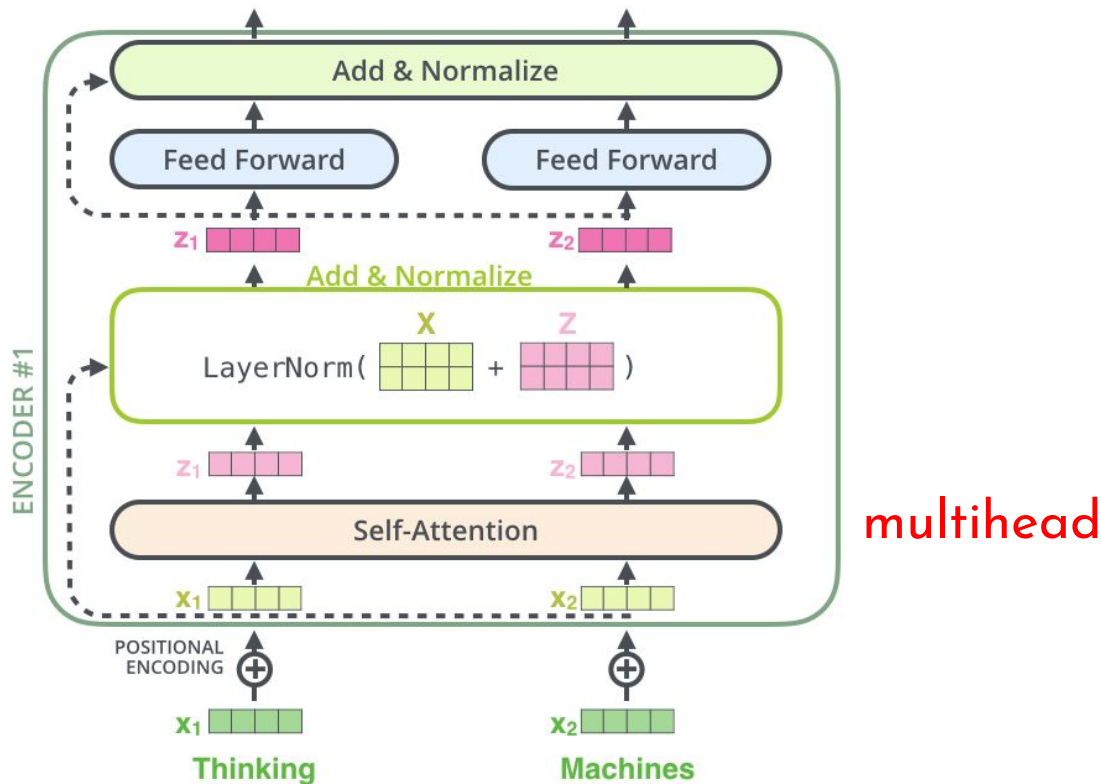 Add & Normalize
Feed Forward Feed Forward
z1 z2
Add & Normalize
X Z
LayerNorm( + )
ENCODER #1
z1 z2
Self-Attention
multihead
x1 x2
POSITIONAL
ENCODING
x1 x2
Thinking Machines